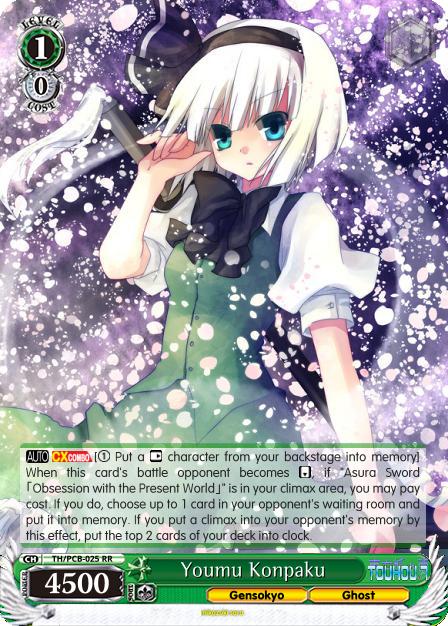 LEVEL
1
0
COST
AUTO CXCOMBO [① Put a character from your backstage into memory]
When this card's battle opponent becomes , if "Asura Sword
「Obsession with the Present World」" is in your climax area, you may pay
cost. If you do, choose up to 1 card in your opponent's waiting room and
put it into memory. If you put a climax into your opponent's memory by
this effect, put the top 2 cards of your deck into clock.
CH TH/PCB-025 RR
POWER 4500 SOUL Youmu Konpaku TOUHOU
Gensokyo Ghost